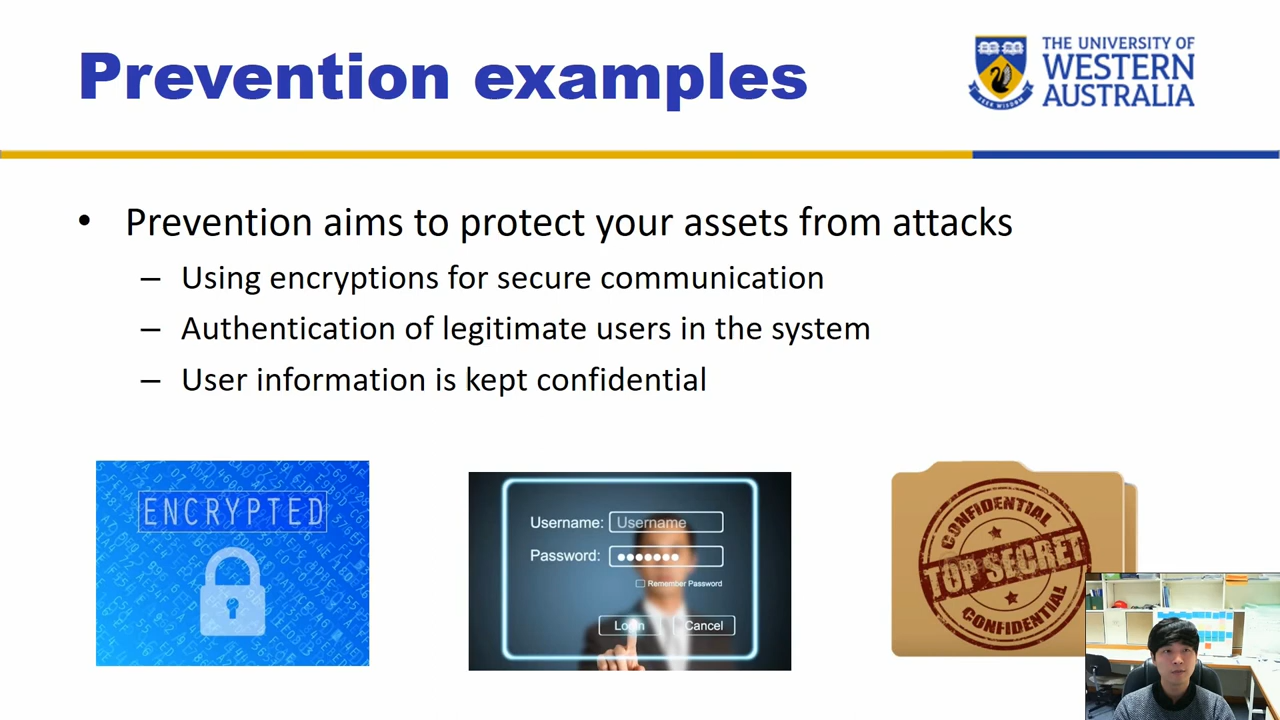 Prevention examples
THE UNIVERSITY OF
WESTERN
AUSTRALIA
SEEK WISDOM
• Prevention aims to protect your assets from attacks
– Using encryptions for secure communication
– Authentication of legitimate users in the system
– User information is kept confidential
ENCRYPTED
Username: Username
Password:
Remember Password
Login Cancel
CONFIDENTIAL
TOP SECRET
CONFIDENTIAL